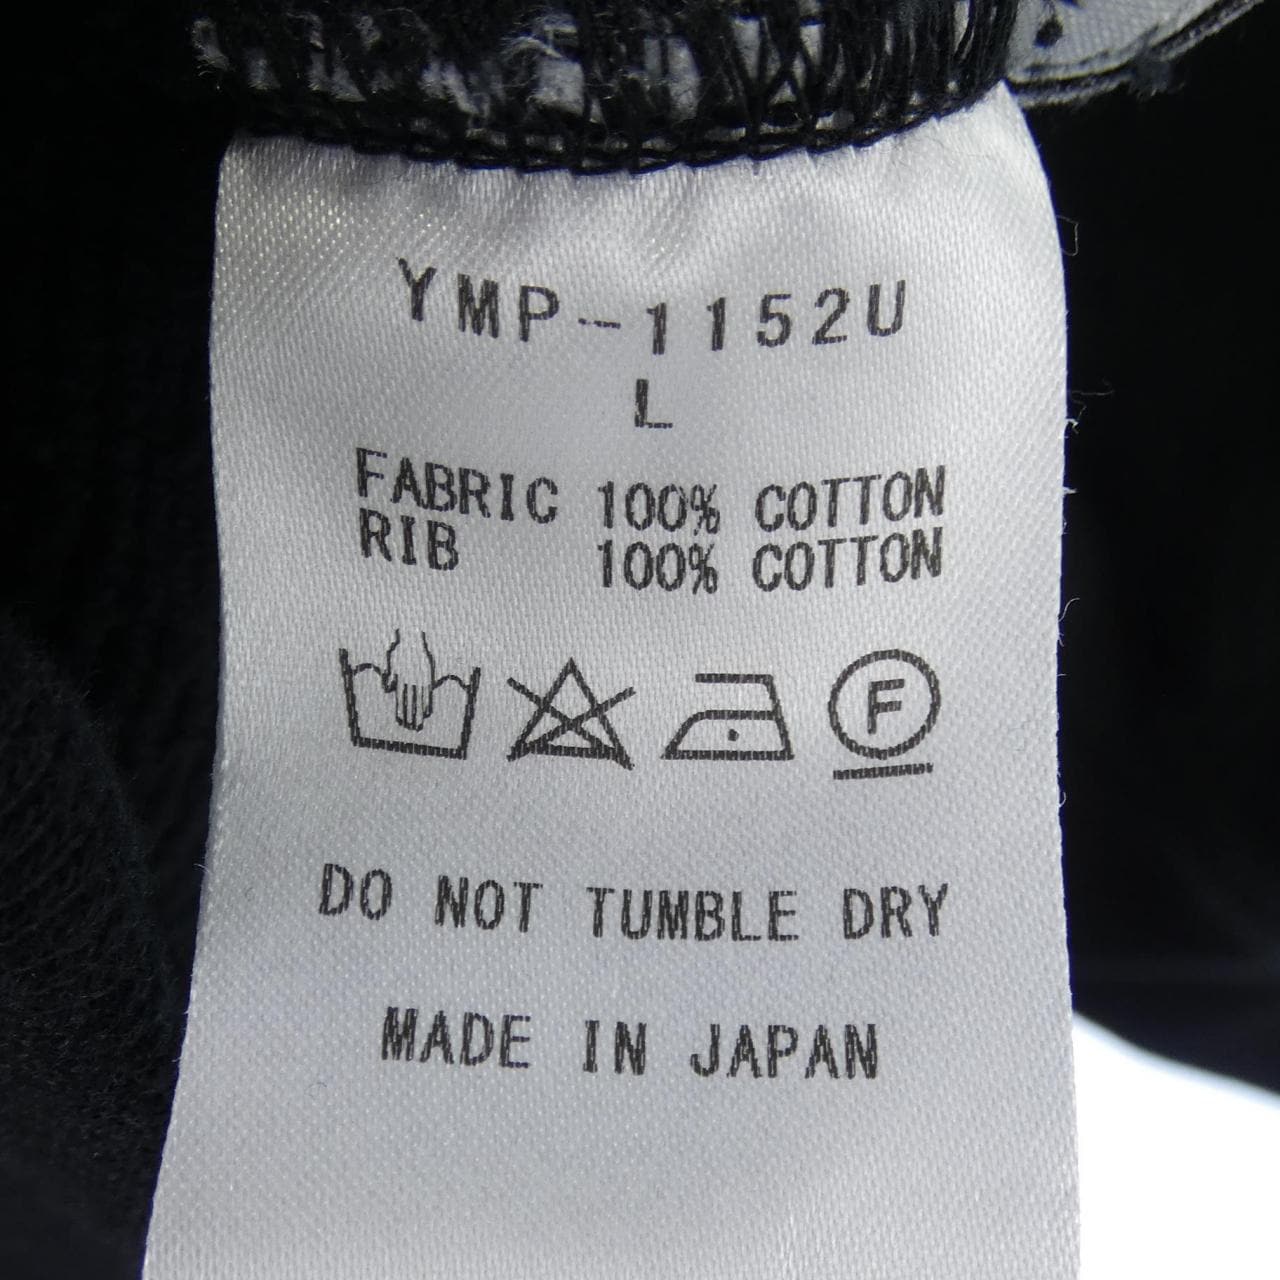 YMP-1152U
L
FABRIC 100% COTTON
RIB 100% COTTON
F
DO NOT TUMBLE DRY
MADE IN JAPAN